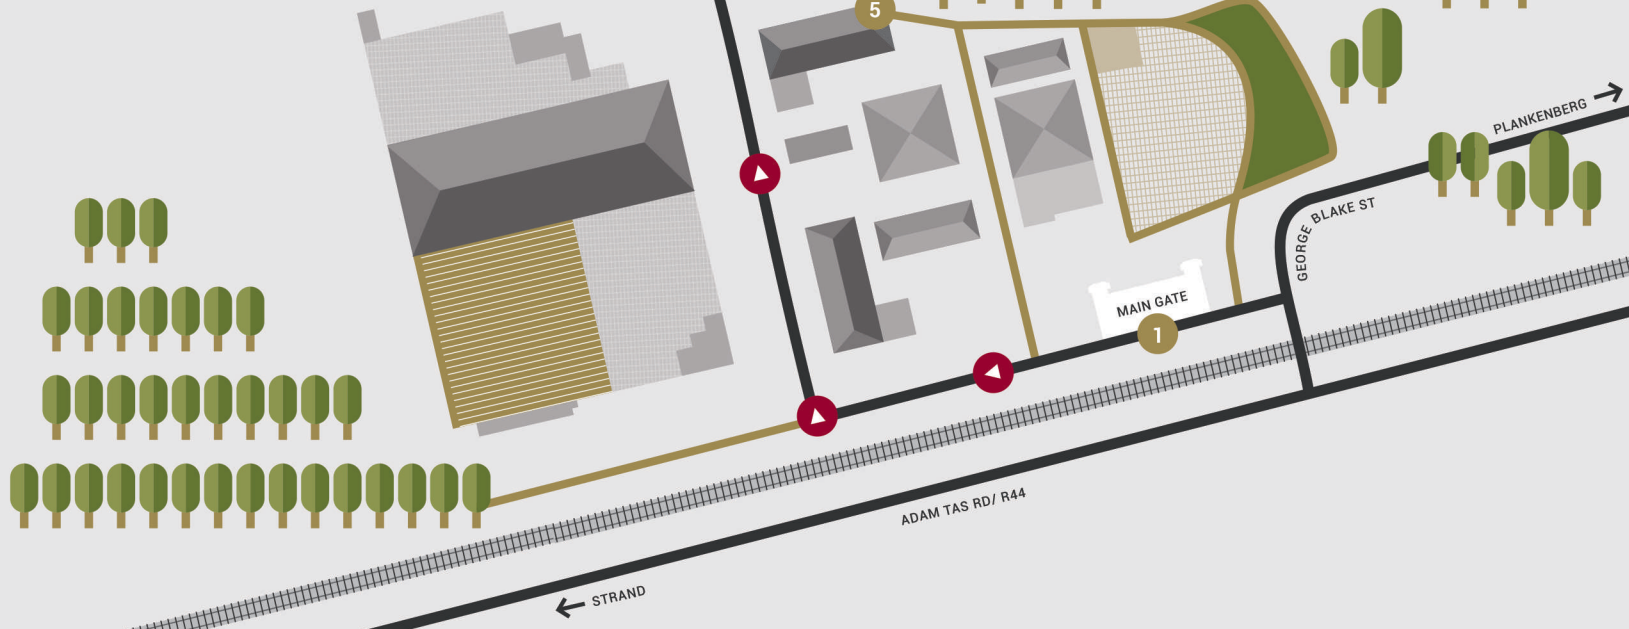 5
PLANKENBERG
GEORGE BLAKE ST
MAIN GATE
1
ADAM TAS RD/ R44
STRAND